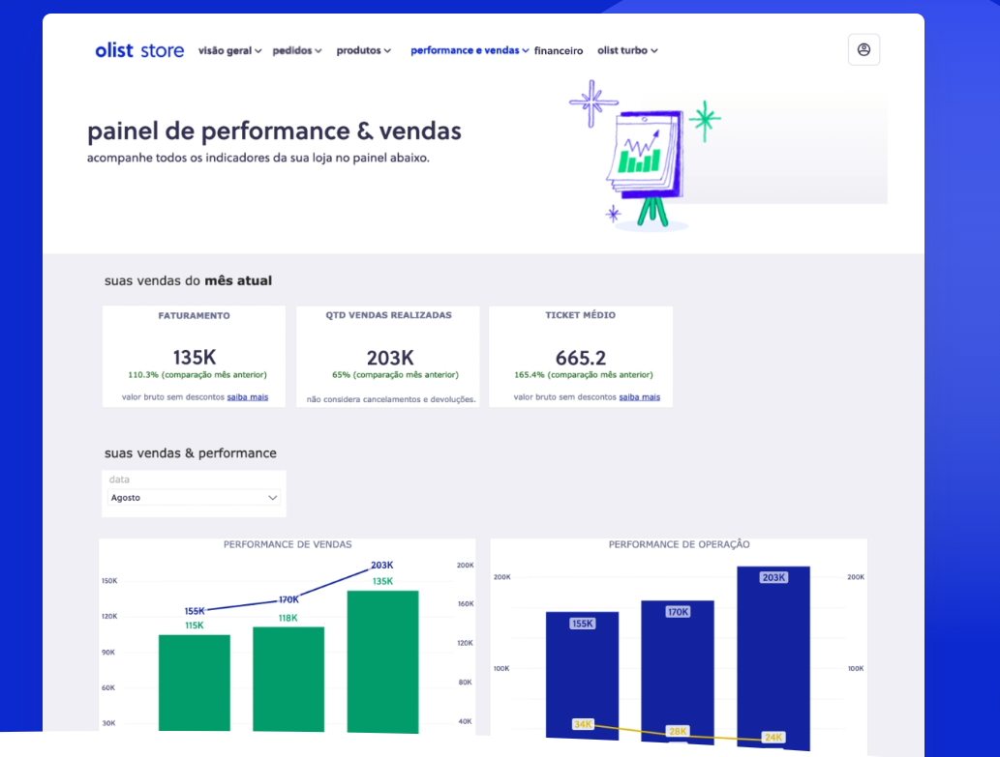 olist store visão geral pedidos produtos performance e vendas financeiro olist turbo
painel de performance & vendas
acompanhe todos os indicadores da sua loja no painel abaixo.
suas vendas do mês atual
FATURAMENTO
135K
110.3% (comparação mês anterior)
valor bruto sem descontos saiba mais
QTD VENDAS REALIZADAS
203K
65% (comparação mês anterior)
não considera cancelamentos e devoluções.
TICKET MÉDIO
665.2
165.4% (comparação mês anterior)
valor bruto sem descontos saiba mais
suas vendas & performance
data
Agosto
PERFORMANCE DE VENDAS
150K
120K
90K
60K
30K
155K
115K
170K
118K
203K
135K
200K
160K
120K
80K
40K
PERFORMANCE DE OPERAÇÃO
200K
100K
155K
170K
203K
34K
28K
24K
200K
100K